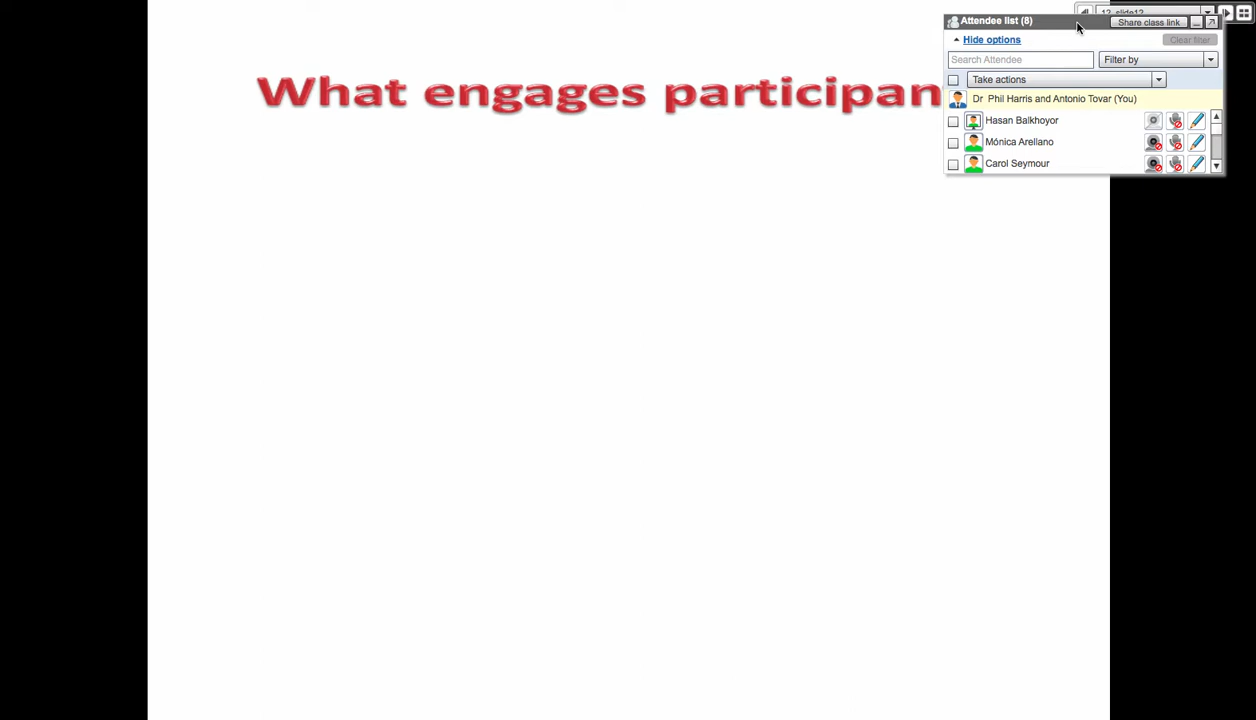 12_slide12
Attendee list (8)
Share class link
Hide options
Clear filter
Search Attendee
Filter by
Take actions
What engages participan
Dr Phil Harris and Antonio Tovar (You)
Hasan Balkhoyor
Mónica Arellano
Carol Seymour